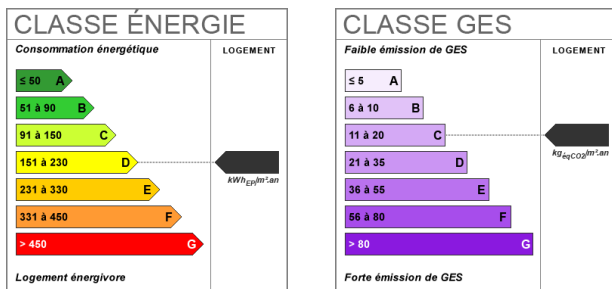 CLASSE ÉNERGIE
Consommation énergétique
LOGEMENT
≤ 50 A
51 à 90 B
91 à 150 C
151 à 230 D
231 à 330 E
331 à 450 F
> 450 G
kWhEP/m².an
Logement énergivore
CLASSE GES
Faible émission de GES
LOGEMENT
≤ 5 A
6 à 10 B
11 à 20 C
21 à 35 D
36 à 55 E
56 à 80 F
> 80 G
kgéqCO2/m².an
Forte émission de GES